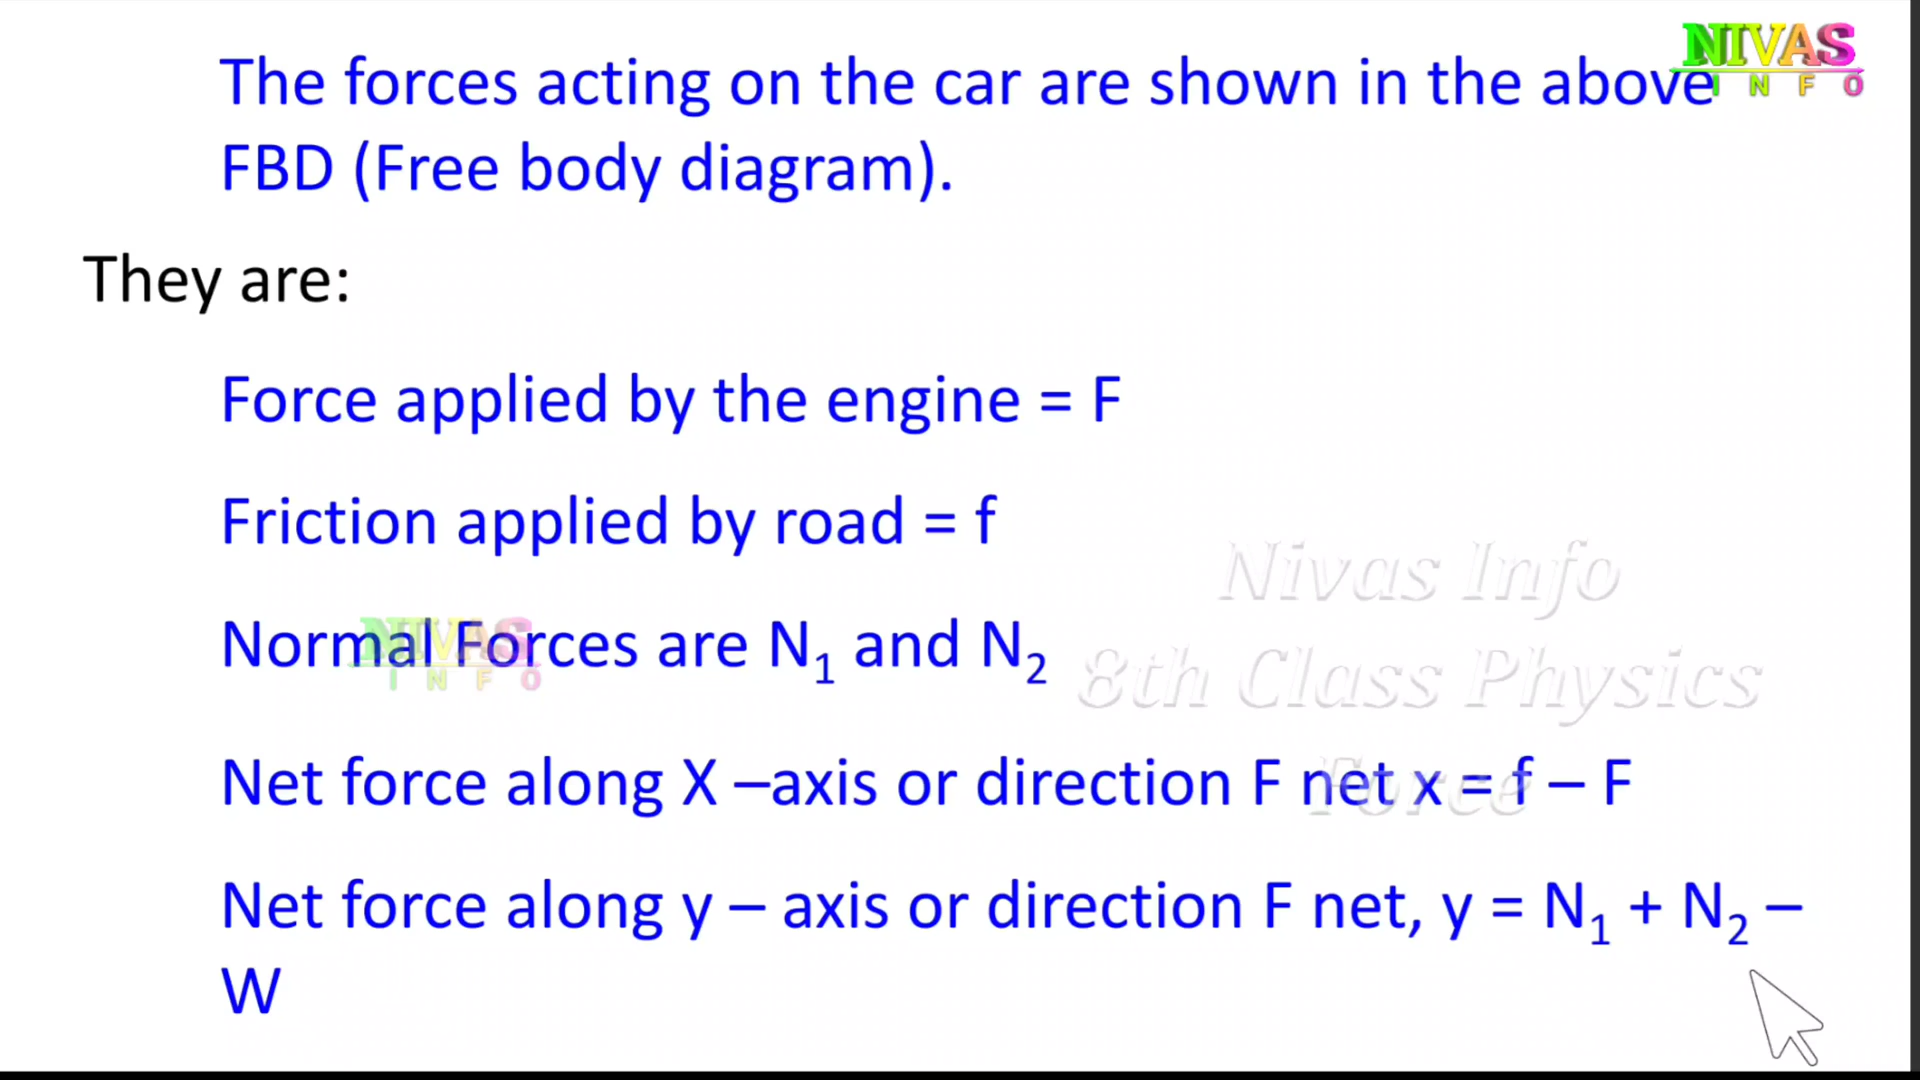 NIVAS
INFO
The forces acting on the car are shown in the above
FBD (Free body diagram).
They are:
Force applied by the engine = F
Friction applied by road = f
Nivas Info
Normal Forces are N₁ and N₂
NIVAS
INFO
8th Class Physics
Net force along X –axis or direction F net x = f – F
Force
Net force along y – axis or direction F net, y = N₁ + N₂ –
W